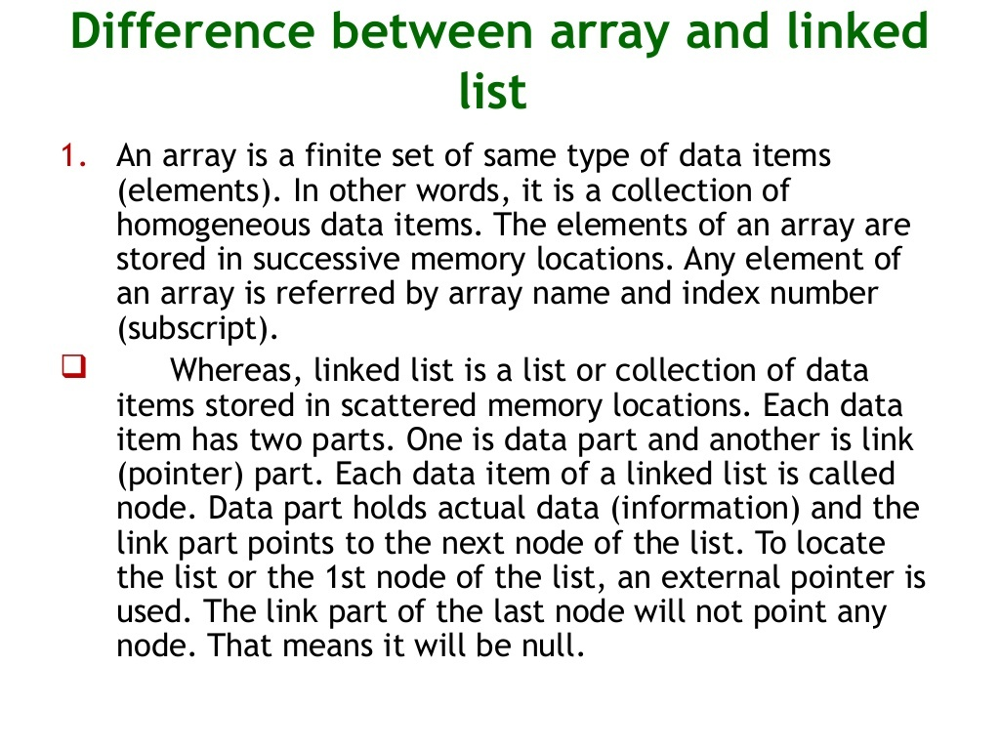 Difference between array and linked
list
1. An array is a finite set of same type of data items
(elements). In other words, it is a collection of
homogeneous data items. The elements of an array are
stored in successive memory locations. Any element of
an array is referred by array name and index number
(subscript).
❑ Whereas, linked list is a list or collection of data
items stored in scattered memory locations. Each data
item has two parts. One is data part and another is link
(pointer) part. Each data item of a linked list is called
node. Data part holds actual data (information) and the
link part points to the next node of the list. To locate
the list or the 1st node of the list, an external pointer is
used. The link part of the last node will not point any
node. That means it will be null.